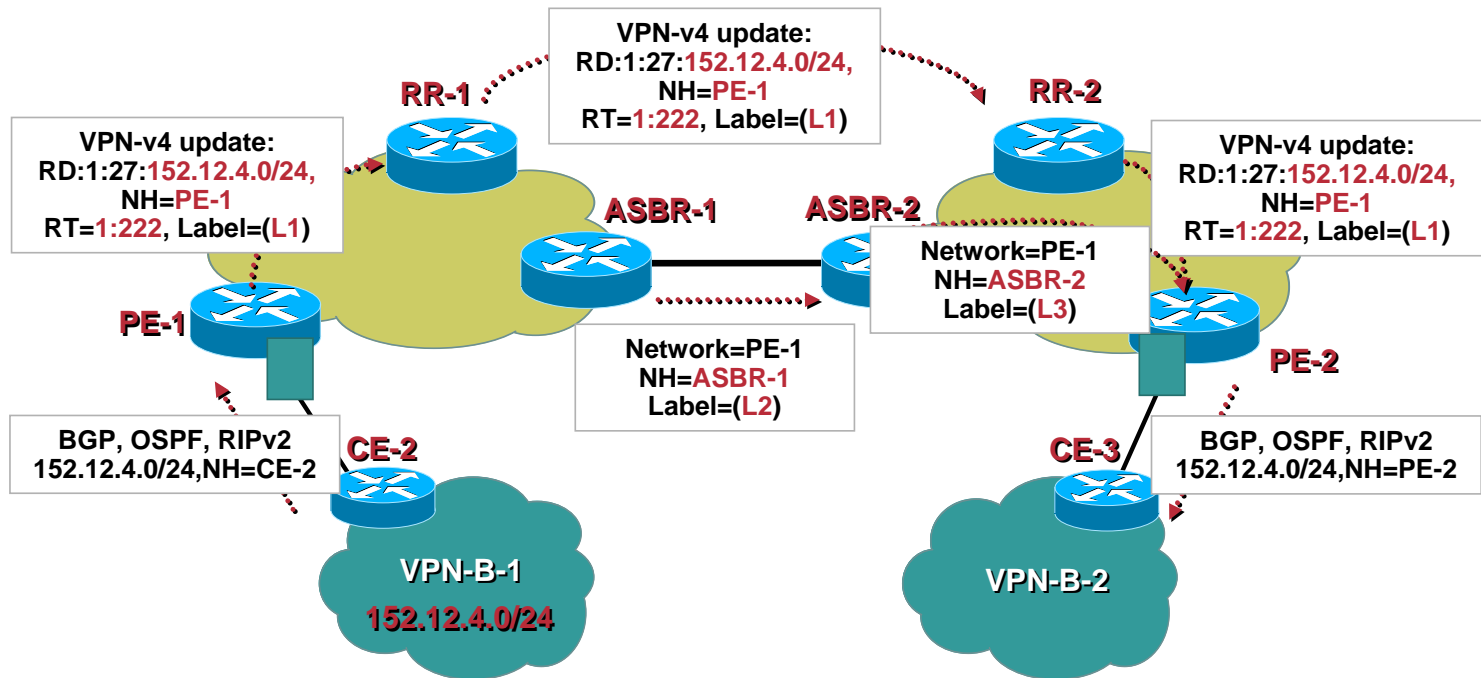 VPN-v4 update:
RD:1:27:152.12.4.0/24,
NH=PE-1
RT=1:222, Label=(L1)
RR-1
RR-2
VPN-v4 update:
RD:1:27:152.12.4.0/24,
NH=PE-1
RT=1:222, Label=(L1)
VPN-v4 update:
RD:1:27:152.12.4.0/24,
NH=PE-1
RT=1:222, Label=(L1)
ASBR-1
ASBR-2
Network=PE-1
NH=ASBR-2
Label=(L3)
PE-1
PE-2
Network=PE-1
NH=ASBR-1
Label=(L2)
BGP, OSPF, RIPv2
152.12.4.0/24,NH=CE-2
CE-2
CE-3
BGP, OSPF, RIPv2
152.12.4.0/24,NH=PE-2
VPN-B-1
152.12.4.0/24
VPN-B-2